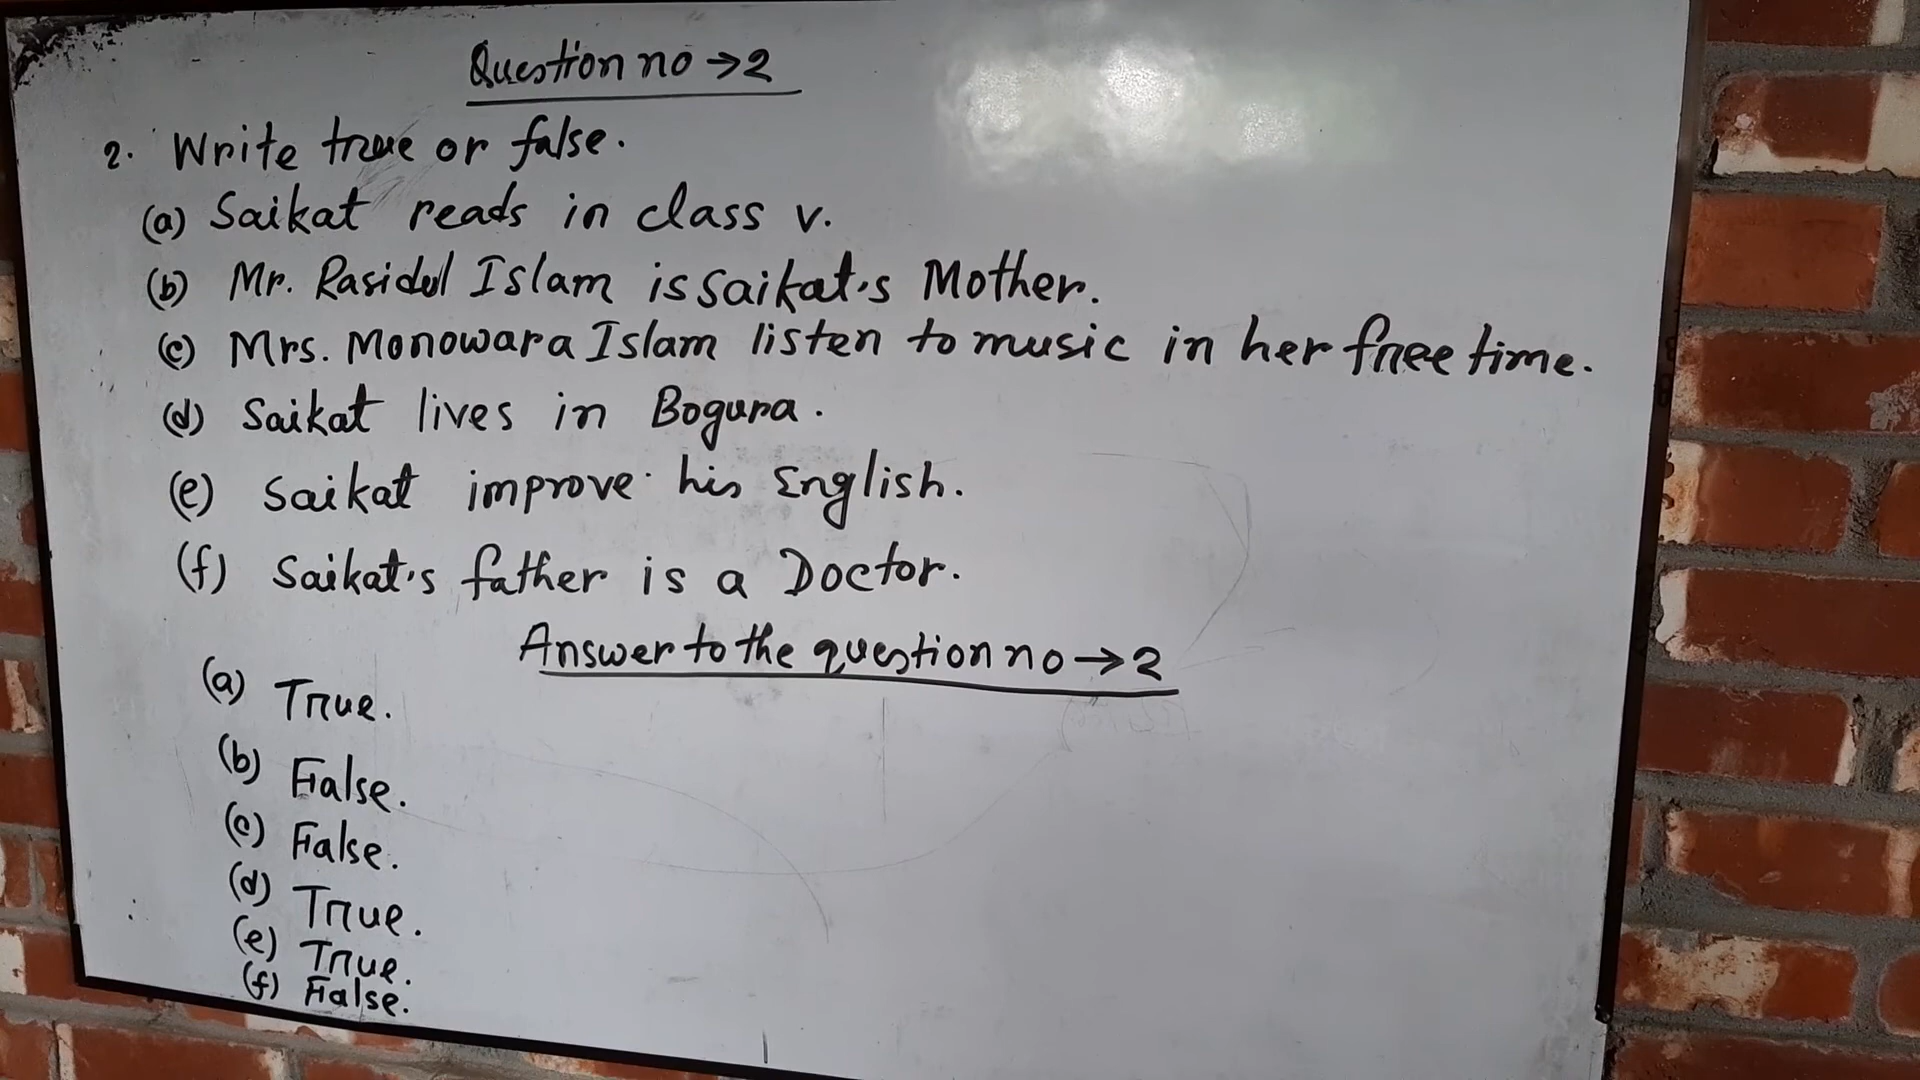 Question no → 2
2. Write true or false.
(a) Saikat reads in class v.
(b) Mr. Rasidul Islam is saikat's Mother.
(c) Mrs. Monowara Islam listen to music in her free time.
(d) Saikat lives in Bogura.
(e) Saikat improve his English.
(f) Saikat's father is a Doctor.
Answer to the question no → 2
(a) True.
(b) False.
(c) False.
(d) True.
(e) True.
(f) False.